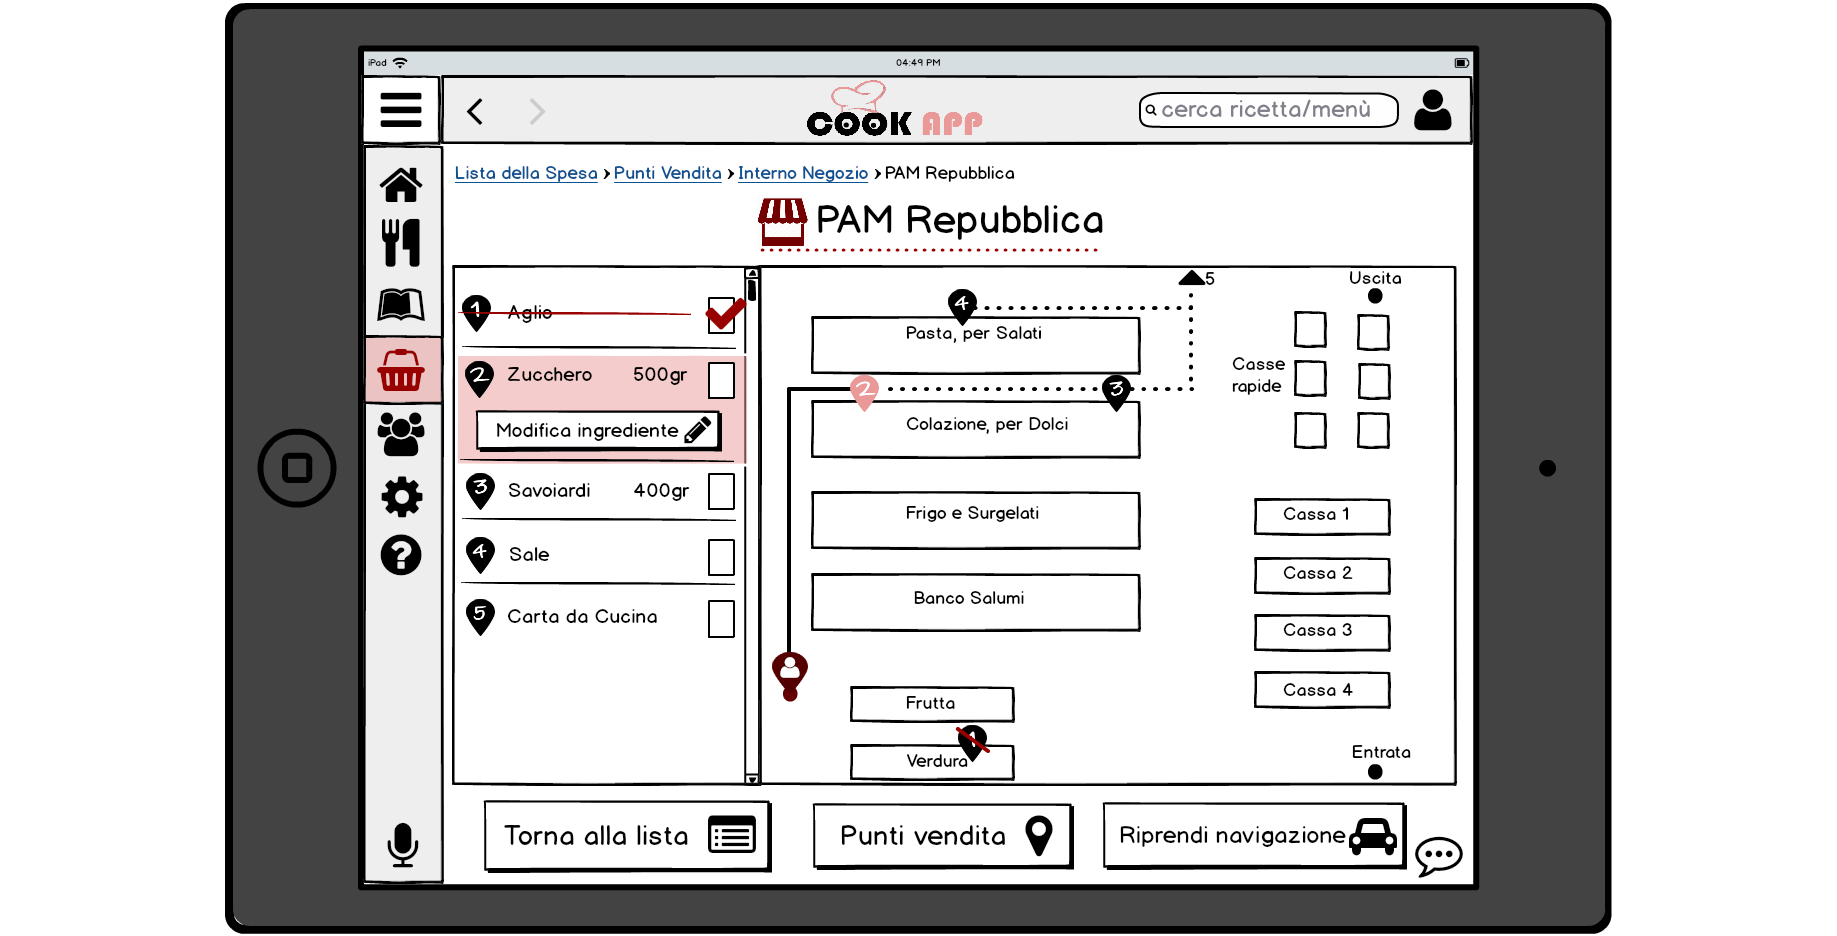 iPad
04:49 PM
COOK APP
cerca ricetta/menù
Lista della Spesa › Punti Vendita › Interno Negozio › PAM Repubblica
PAM Repubblica
1 Aglio
2 Zucchero 500gr
Modifica ingrediente
3 Savoiardi 400gr
4 Sale
5 Carta da Cucina
5
Uscita
4
Pasta, per Salati
Casse
rapide
2
3
Colazione, per Dolci
Frigo e Surgelati
Banco Salumi
Cassa 1
Cassa 2
Cassa 3
Cassa 4
Frutta
1
Verdura
Entrata
Torna alla lista
Punti vendita
Riprendi navigazione